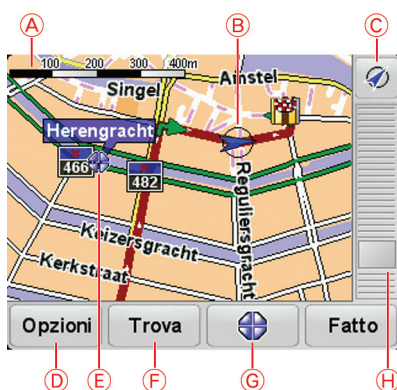 A
B
C
100 200 300 400m
Singel
Amstel
Herengracht
466
482
Reguliersgracht
Keizersgracht
Kerkstraat
Opzioni
Trova
Fatto
D
E
F
G
H